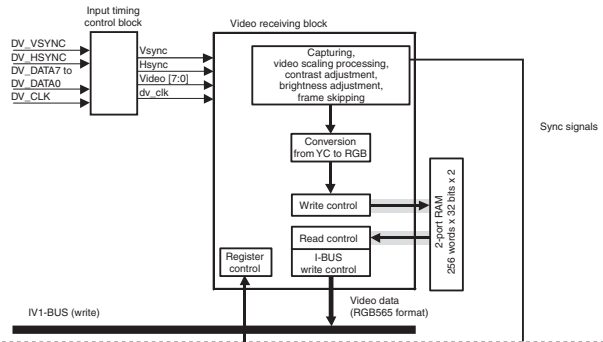 Input timing
control block
Video receiving block
DV_VSYNC
DV_HSYNC
DV_DATA7 to
DV_DATA0
DV_CLK
Vsync
Hsync
Video [7:0]
dv_clk
Capturing,
video scaling processing,
contrast adjustment,
brightness adjustment,
frame skipping
Sync signals
Conversion
from YC to RGB
Write control
Read control
I-BUS
write control
2-port RAM
256 words x 32 bits x 2
Register
control
Video data
(RGB565 format)
IV1-BUS (write)